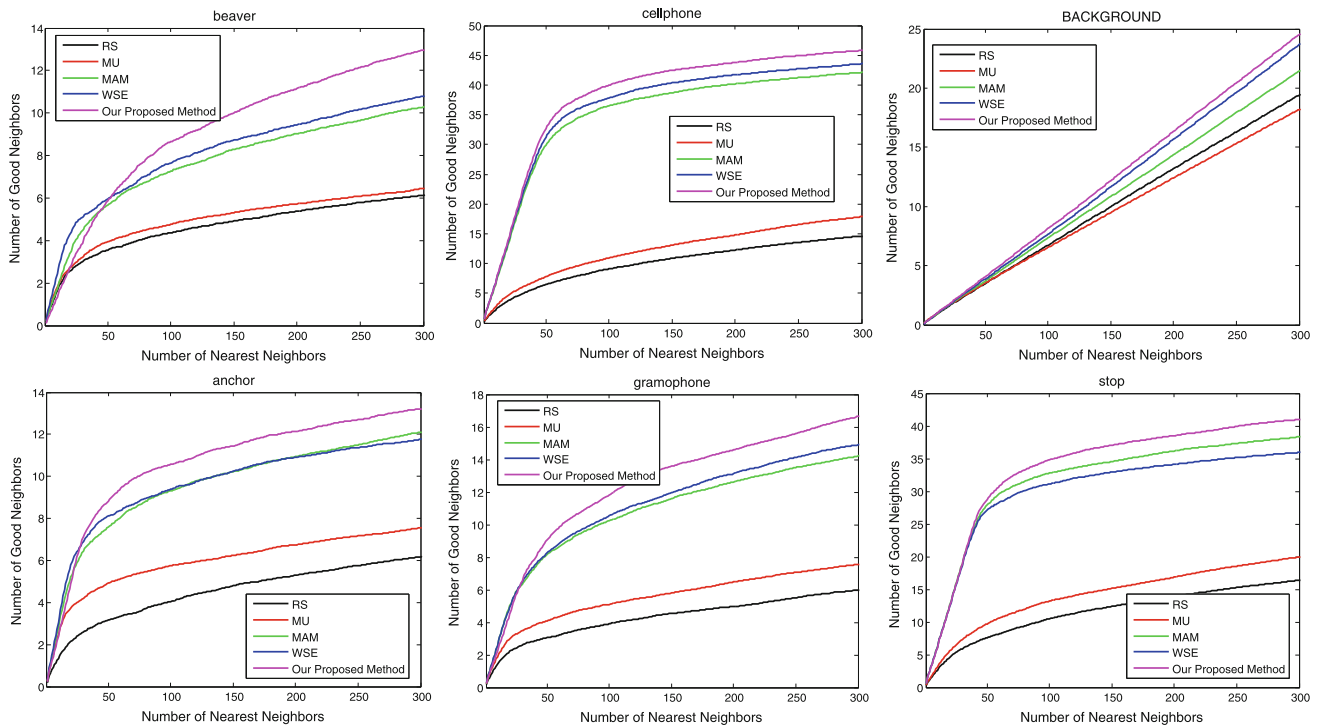 beaver
14
12
10
8
6
4
2
0
Number of Good Neighbors
RS
MU
MAM
WSE
Our Proposed Method
50
100
150
200
250
300
Number of Nearest Neighbors
cellphone
50
45
40
35
30
25
20
15
10
5
0
Number of Good Neighbors
RS
MU
MAM
WSE
Our Proposed Method
50
100
150
200
250
300
Number of Nearest Neighbors
BACKGROUND
25
20
15
10
5
0
Number of Good Neighbors
RS
MU
MAM
WSE
Our Proposed Method
50
100
150
200
250
300
Number of Nearest Neighbors
anchor
14
12
10
8
6
4
2
0
Number of Good Neighbors
RS
MU
MAM
WSE
Our Proposed Method
50
100
150
200
250
300
Number of Nearest Neighbors
gramophone
18
16
14
12
10
8
6
4
2
0
Number of Good Neighbors
RS
MU
MAM
WSE
Our Proposed Method
50
100
150
200
250
300
Number of Nearest Neighbors
stop
45
40
35
30
25
20
15
10
5
0
Number of Good Neighbors
RS
MU
MAM
WSE
Our Proposed Method
50
100
150
200
250
300
Number of Nearest Neighbors